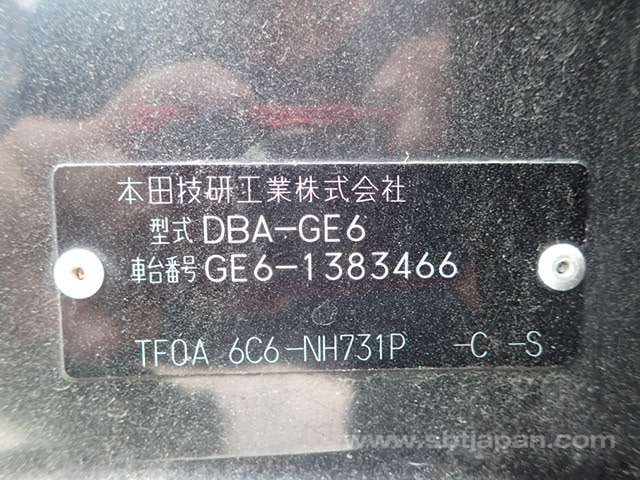 本田技研工業株式会社
型式 DBA-GE6
車台番号 GE6-1383466
TF0A 6C6-NH731P -C -S
www.sbtjapan.com